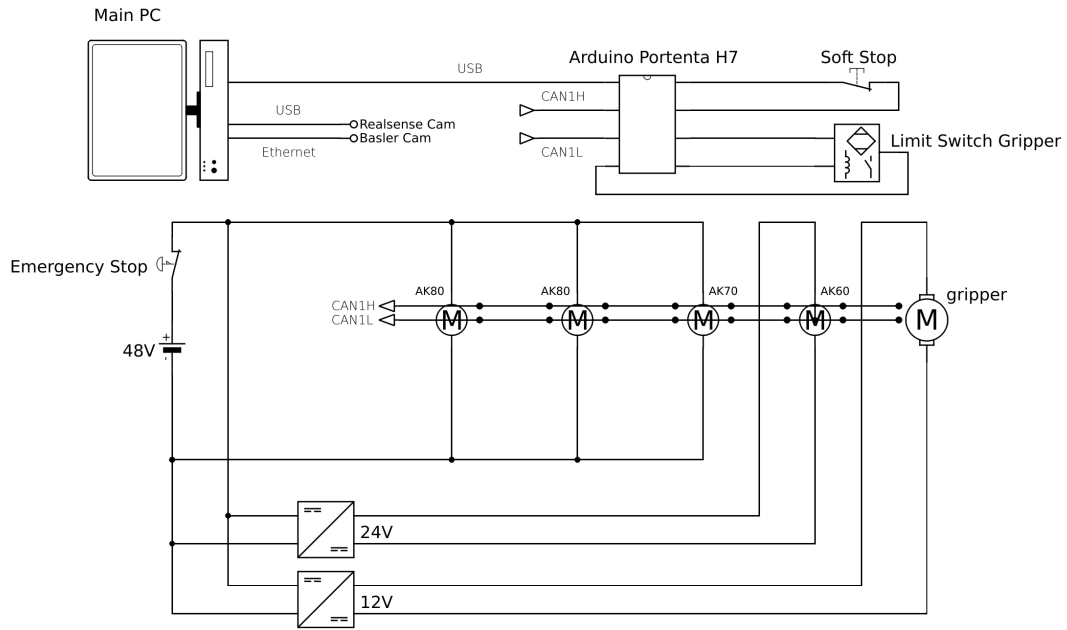 Main PC
Arduino Portenta H7
Soft Stop
USB
CAN1H
USB
Realsense Cam
Basler Cam
Limit Switch Gripper
Ethernet
CAN1L
Emergency Stop
AK80
AK80
AK70
AK60
gripper
CAN1H
CAN1L
M
M
M
M
M
+
48V
-
24V
12V